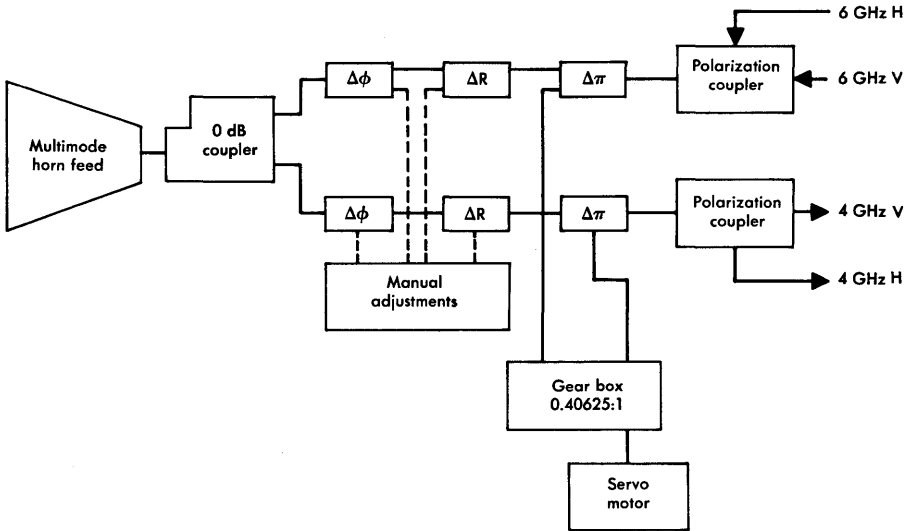 6 GHz H
Δϕ
ΔR
Δπ
Polarization
coupler
6 GHz V
Multimode
horn feed
0 dB
coupler
Δϕ
ΔR
Δπ
Polarization
coupler
4 GHz V
4 GHz H
Manual
adjustments
Gear box
0.40625:1
Servo
motor